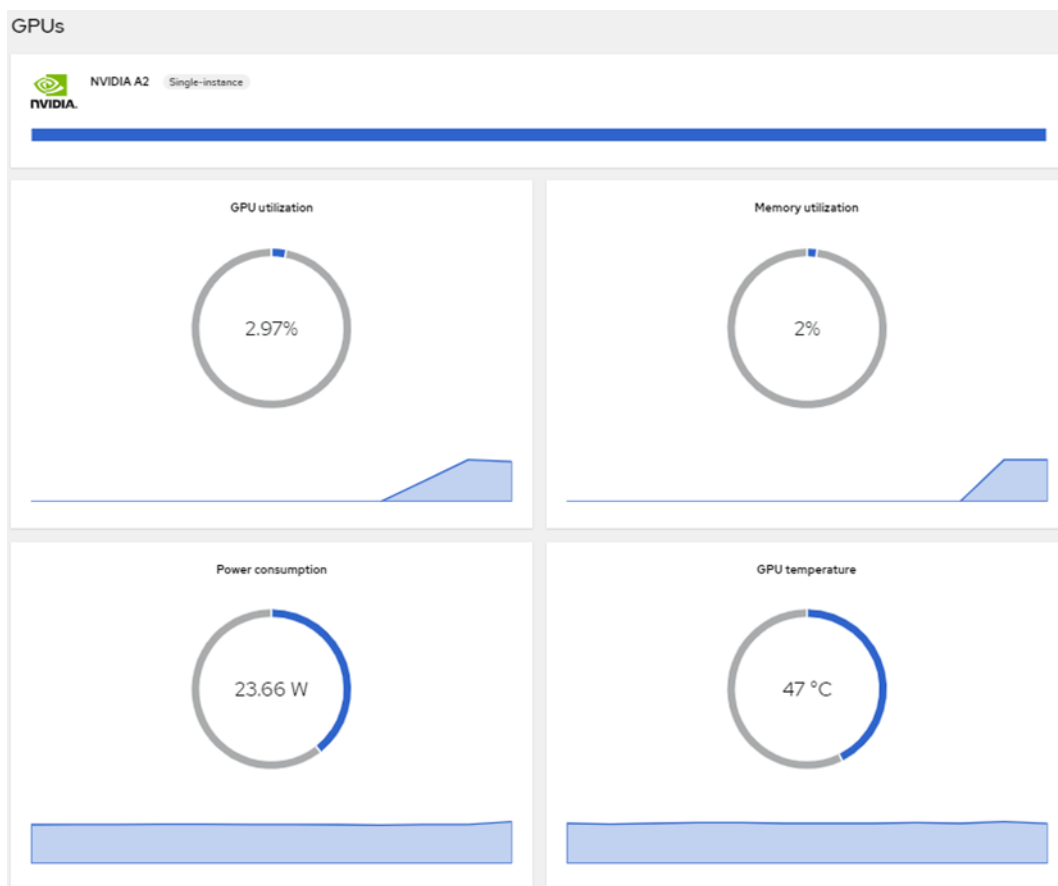 GPUs
NVIDIA A2 Single-instance
NVIDIA.
GPU utilization
2.97%
Memory utilization
2%
Power consumption
23.66 W
GPU temperature
47 °C